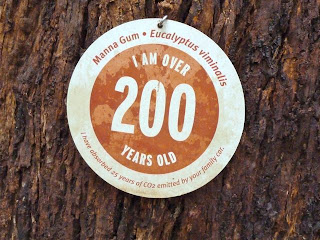 Manna Gum • Eucalyptus viminalis
I AM OVER
200
YEARS OLD
I have absorbed 25 years of CO2 emitted by your family car.